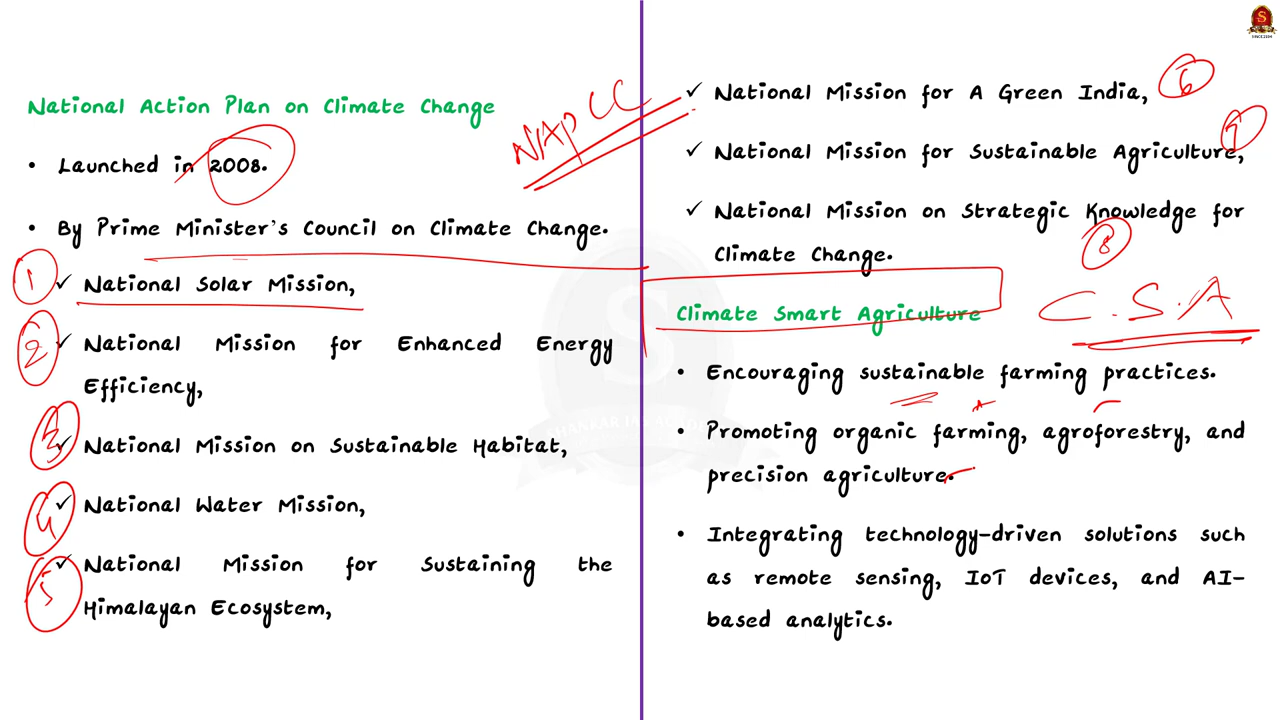 National Action Plan on Climate Change
NAPCC
• Launched in 2008.
• By Prime Minister's Council on Climate Change.
1 ✓ National Solar Mission,
2 ✓ National Mission for Enhanced Energy
Efficiency,
3 ✓ National Mission on Sustainable Habitat,
4 ✓ National Water Mission,
5 ✓ National Mission for Sustaining the
Himalayan Ecosystem,
✓ National Mission for A Green India, 6
✓ National Mission for Sustainable Agriculture, 7
✓ National Mission on Strategic Knowledge for
Climate Change. 8
Climate Smart Agriculture
C.S.A
• Encouraging sustainable farming practices.
• Promoting organic farming, agroforestry, and
precision agriculture.
• Integrating technology-driven solutions such
as remote sensing, IoT devices, and AI-
based analytics.
S